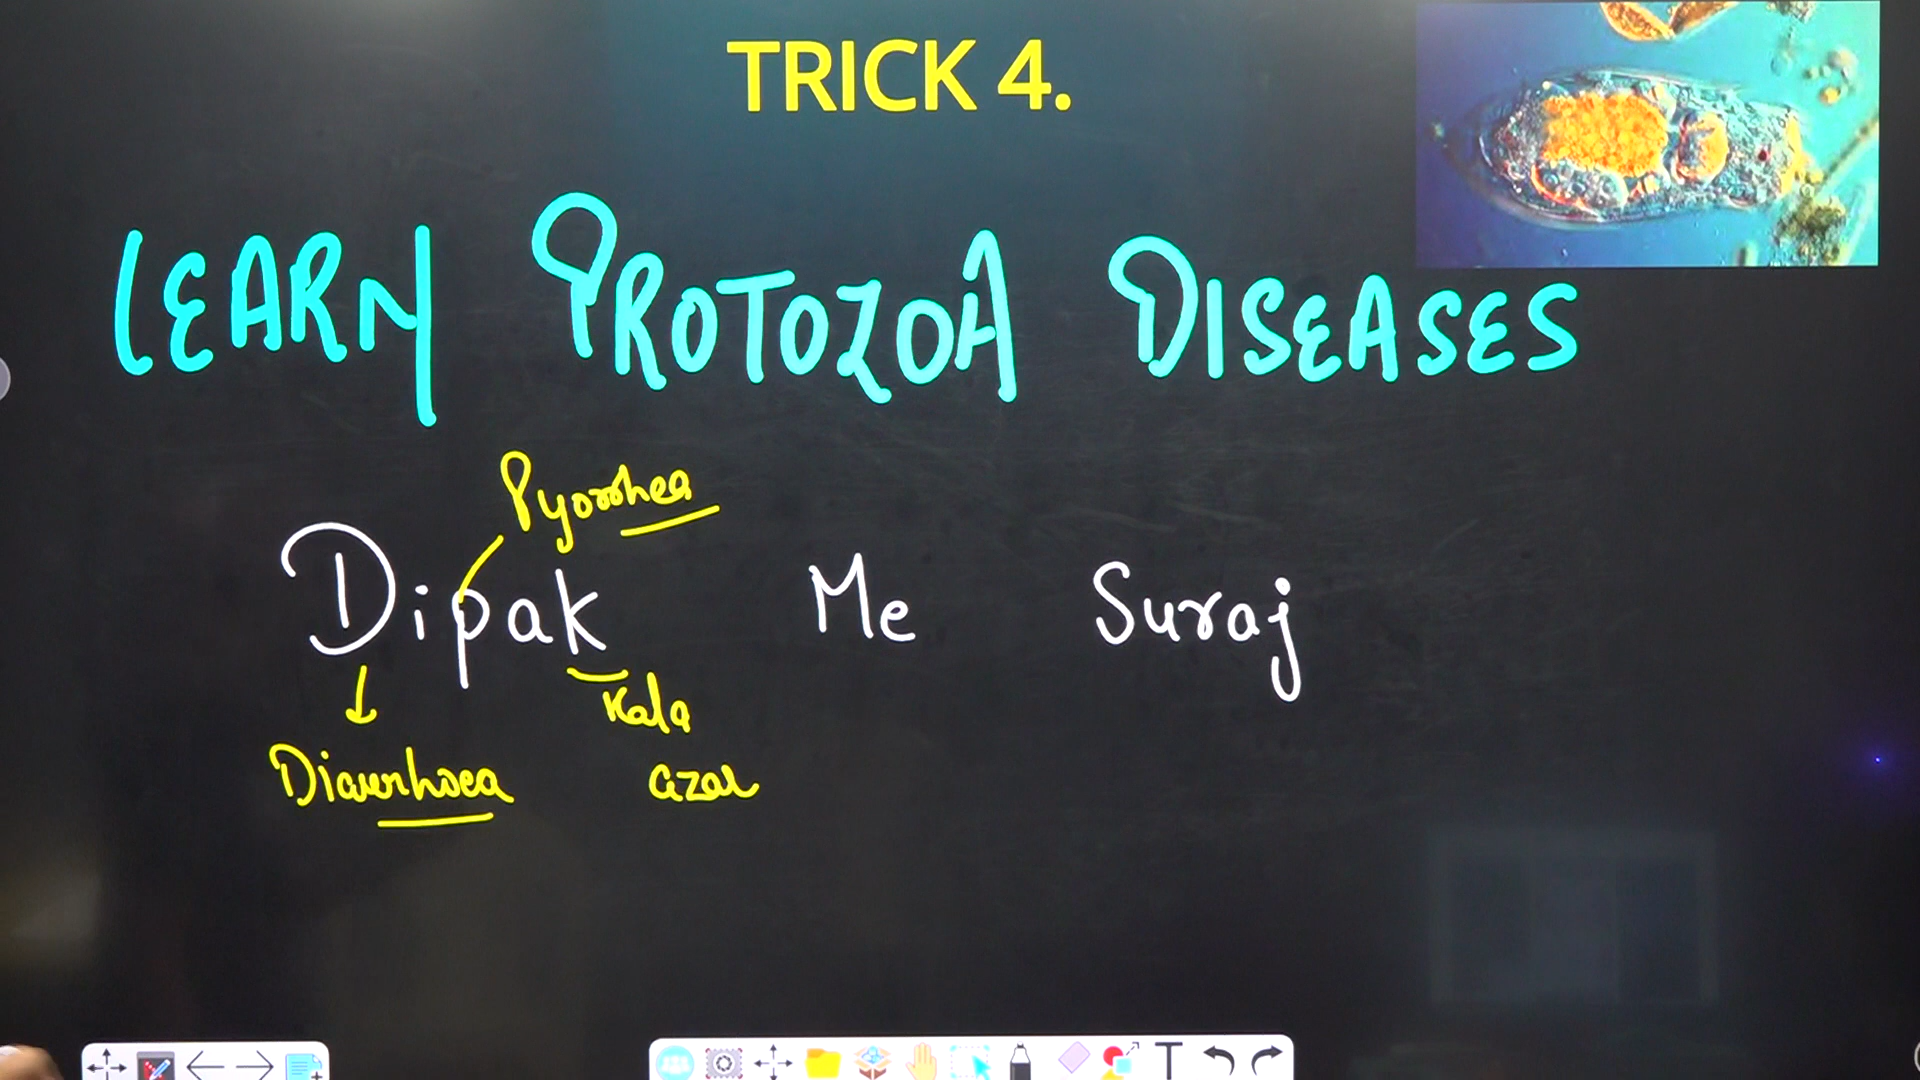 TRICK 4.
LEARN PROTOZOA DISEASES
Pyorrhea
Dipak Me Suraj
Kala
azar
Diarrhoea
T